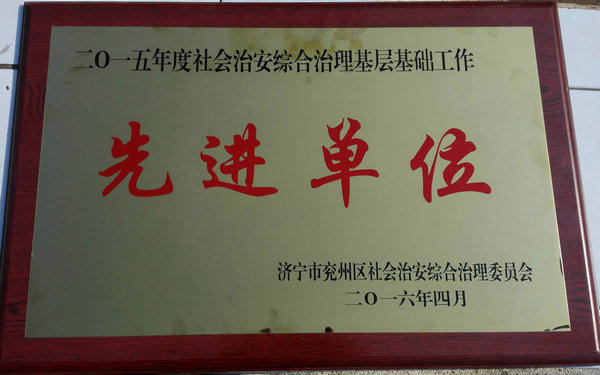 二〇一五年度社会治安综合治理基层基础工作
先进单位
济宁市兖州区社会治安综合治理委员会
二〇一六年四月